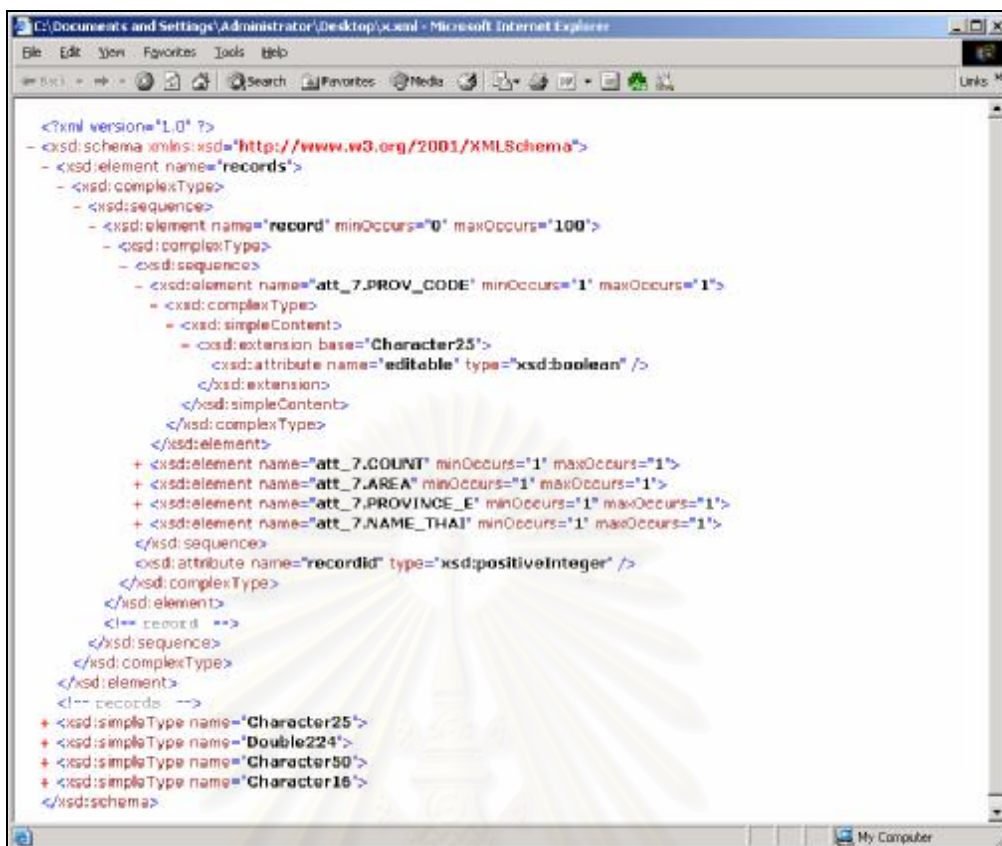 C:\Documents and Settings\Administrator\Desktop\x.xml - Microsoft Internet Explorer
File Edit View Favorites Tools Help
Back Search Favorites Media Links
<?xml version="1.0" ?>
- <xsd:schema xmlns:xsd="http://www.w3.org/2001/XMLSchema">
- <xsd:element name="records">
- <xsd:complexType>
- <xsd:sequence>
- <xsd:element name="record" minOccurs="0" maxOccurs="100">
- <xsd:complexType>
- <xsd:sequence>
- <xsd:element name="att_7.PROV_CODE" minOccurs="1" maxOccurs="1">
- <xsd:complexType>
- <xsd:simpleContent>
- <xsd:extension base="Character25">
<xsd:attribute name="editable" type="xsd:boolean" />
</xsd:extension>
</xsd:simpleContent>
</xsd:complexType>
</xsd:element>
+ <xsd:element name="att_7.COUNT" minOccurs="1" maxOccurs="1">
+ <xsd:element name="att_7.AREA" minOccurs="1" maxOccurs="1">
+ <xsd:element name="att_7.PROVINCE_E" minOccurs="1" maxOccurs="1">
+ <xsd:element name="att_7.NAME_THAI" minOccurs="1" maxOccurs="1">
</xsd:sequence>
<xsd:attribute name="recordid" type="xsd:positiveInteger" />
</xsd:complexType>
</xsd:element>
<!-- record -->
</xsd:sequence>
</xsd:complexType>
</xsd:element>
<!-- records -->
+ <xsd:simpleType name="Character25">
+ <xsd:simpleType name="Double224">
+ <xsd:simpleType name="Character50">
+ <xsd:simpleType name="Character16">
</xsd:schema>
My Computer